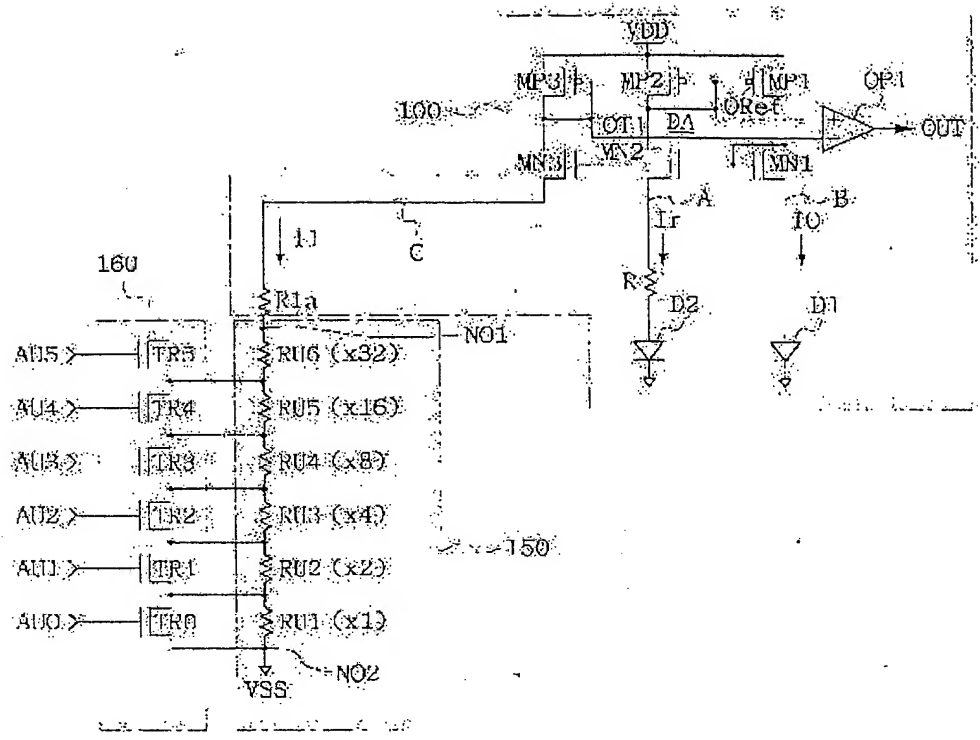 VDD
MP3 MP2 MP1 OP1
100 ORef
OT1 DA OUT
MN3 MN2 MN1
A B
I1 Ir IO
C
160
R
R1a D2 D1
NO1
AU5 TR5 RU6 (x32)
AU4 TR4 RU5 (x16)
AU3 TR3 RU4 (x8)
AU2 TR2 RU3 (x4)
150
AU1 TR1 RU2 (x2)
AU0 TR0 RU1 (x1)
NO2
VSS